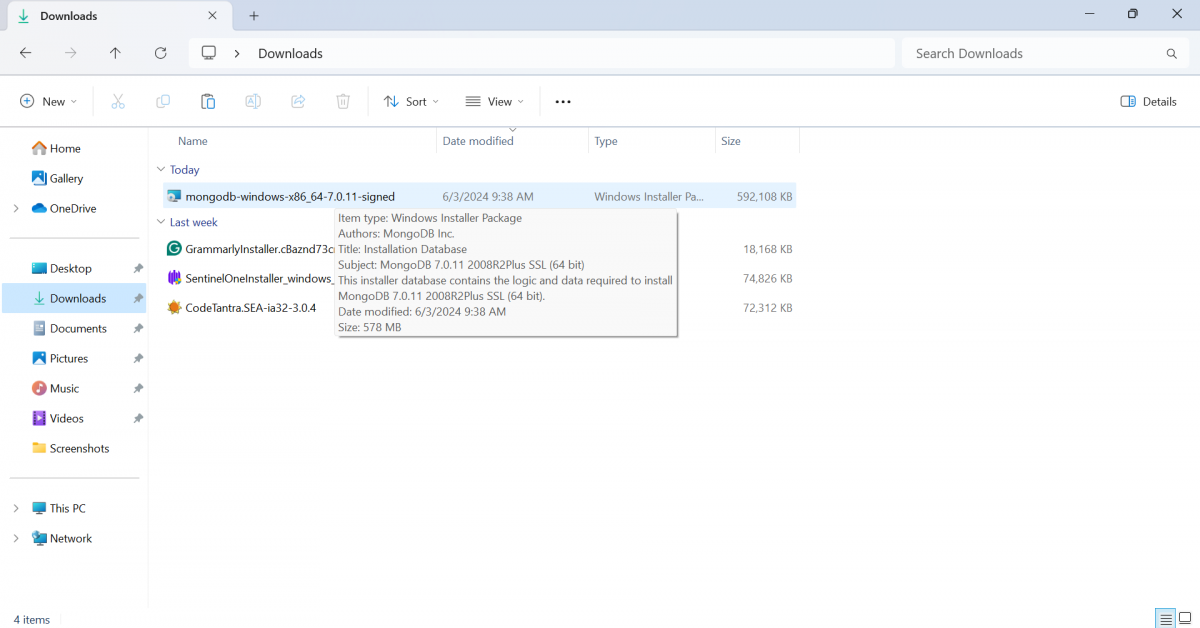 Downloads
Downloads
Search Downloads
New
Sort
View
Details
Name Date modified Type Size
Today
mongodb-windows-x86_64-7.0.11-signed 6/3/2024 9:38 AM Windows Installer Pa... 592,108 KB
Last week
GrammarlyInstaller.cBaznd73c 18,168 KB
SentinelOneInstaller_windows_ 74,826 KB
CodeTantra.SEA-ia32-3.0.4 72,312 KB
Item type: Windows Installer Package
Authors: MongoDB Inc.
Title: Installation Database
Subject: MongoDB 7.0.11 2008R2Plus SSL (64 bit)
This installer database contains the logic and data required to install
MongoDB 7.0.11 2008R2Plus SSL (64 bit).
Date modified: 6/3/2024 9:38 AM
Size: 578 MB
Home
Gallery
OneDrive
Desktop
Downloads
Documents
Pictures
Music
Videos
Screenshots
This PC
Network
4 items